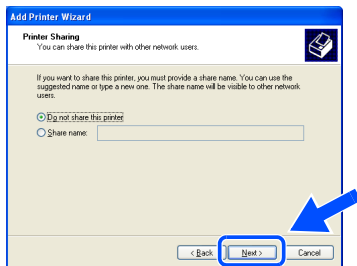 Add Printer Wizard
Printer Sharing
You can share this printer with other network users.
If you want to share this printer, you must provide a share name. You can use the
suggested name or type a new one. The share name will be visible to other network
users.
Do not share this printer
Share name:
< Back Next > Cancel